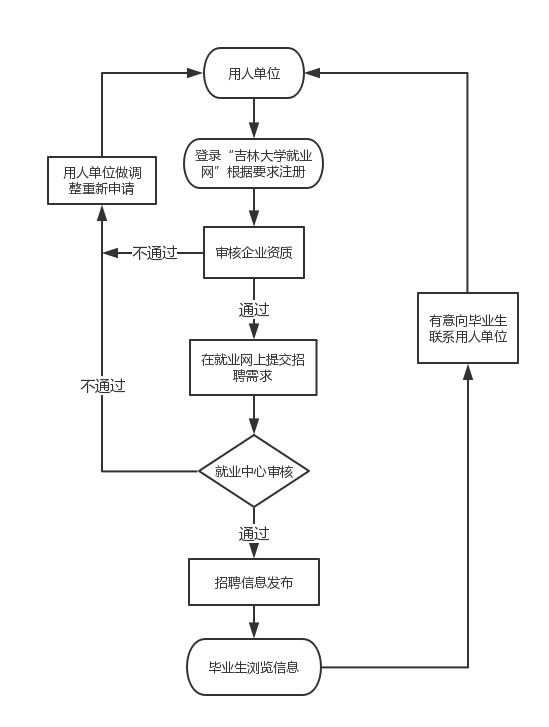 用人单位
登录“吉林大学就业
网”根据要求注册
用人单位做调
整重新申请
不通过
审核企业资质
通过
有意向毕业生
联系用人单位
在就业网上提交招
聘需求
不通过
就业中心审核
通过
招聘信息发布
毕业生浏览信息